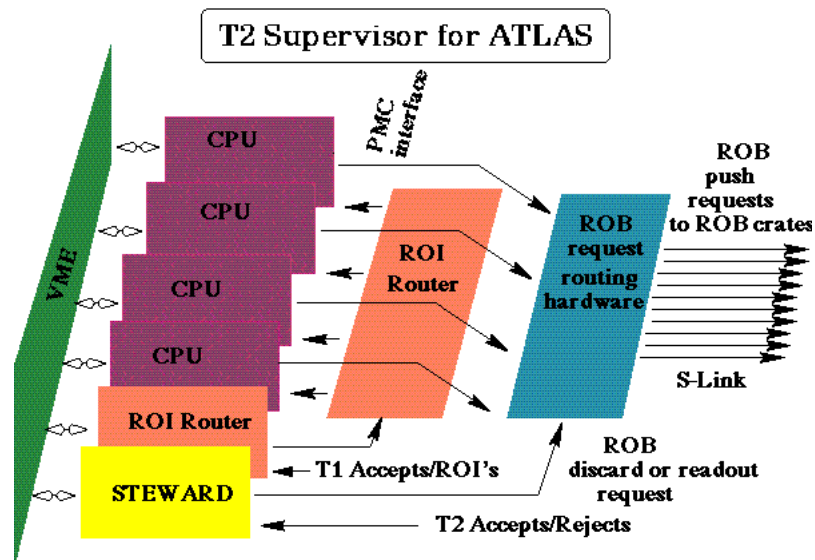 T2 Supervisor for ATLAS
PMC
interface
CPU
CPU
CPU
CPU
VME
ROI Router
STEWARD
ROI
Router
ROB
request
routing
hardware
ROB
push
requests
to ROB crates
S-Link
T1 Accepts/ROI's
ROB
discard or readout
request
T2 Accepts/Rejects